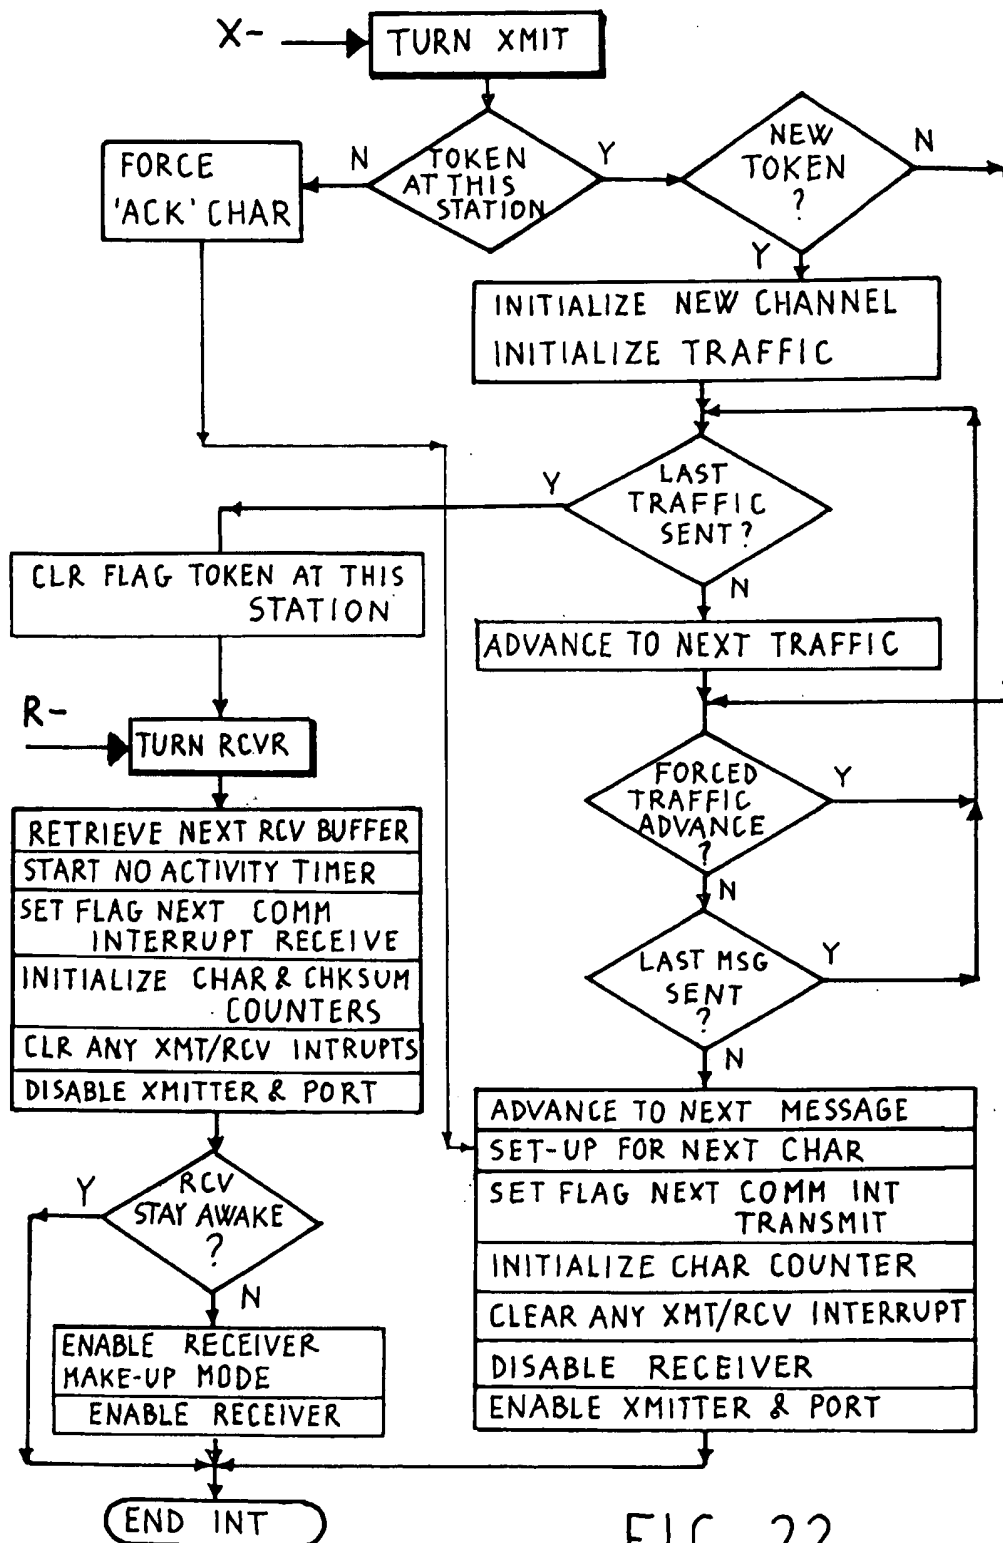 X-
TURN XMIT
TOKEN
AT THIS
STATION
N
Y
NEW
TOKEN
?
N
Y
FORCE
'ACK' CHAR
INITIALIZE NEW CHANNEL
INITIALIZE TRAFFIC
LAST
TRAFFIC
SENT?
Y
N
CLR FLAG TOKEN AT THIS
STATION
ADVANCE TO NEXT TRAFFIC
R-
TURN RCVR
FORCED
TRAFFIC
ADVANCE
?
Y
N
RETRIEVE NEXT RCV BUFFER
START NO ACTIVITY TIMER
SET FLAG NEXT COMM
INTERRUPT RECEIVE
INITIALIZE CHAR & CHKSUM
COUNTERS
CLR ANY XMT/RCV INTRUPTS
DISABLE XMITTER & PORT
LAST MSG
SENT
?
Y
N
ADVANCE TO NEXT MESSAGE
SET-UP FOR NEXT CHAR
SET FLAG NEXT COMM INT
TRANSMIT
INITIALIZE CHAR COUNTER
CLEAR ANY XMT/RCV INTERRUPT
DISABLE RECEIVER
ENABLE XMITTER & PORT
RCV
STAY AWAKE
?
Y
N
ENABLE RECEIVER
MAKE-UP MODE
ENABLE RECEIVER
END INT
FIG 22